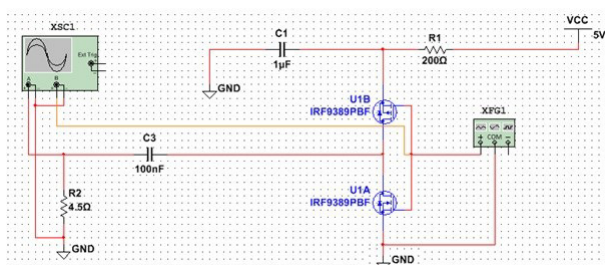 XSC1
Ext Trig
A
B
C1
1µF
GND
R1
200Ω
VCC
5V
U1B
IRF9389PBF
XFG1
COM
C3
100nF
U1A
IRF9389PBF
R2
4.5Ω
GND
GND